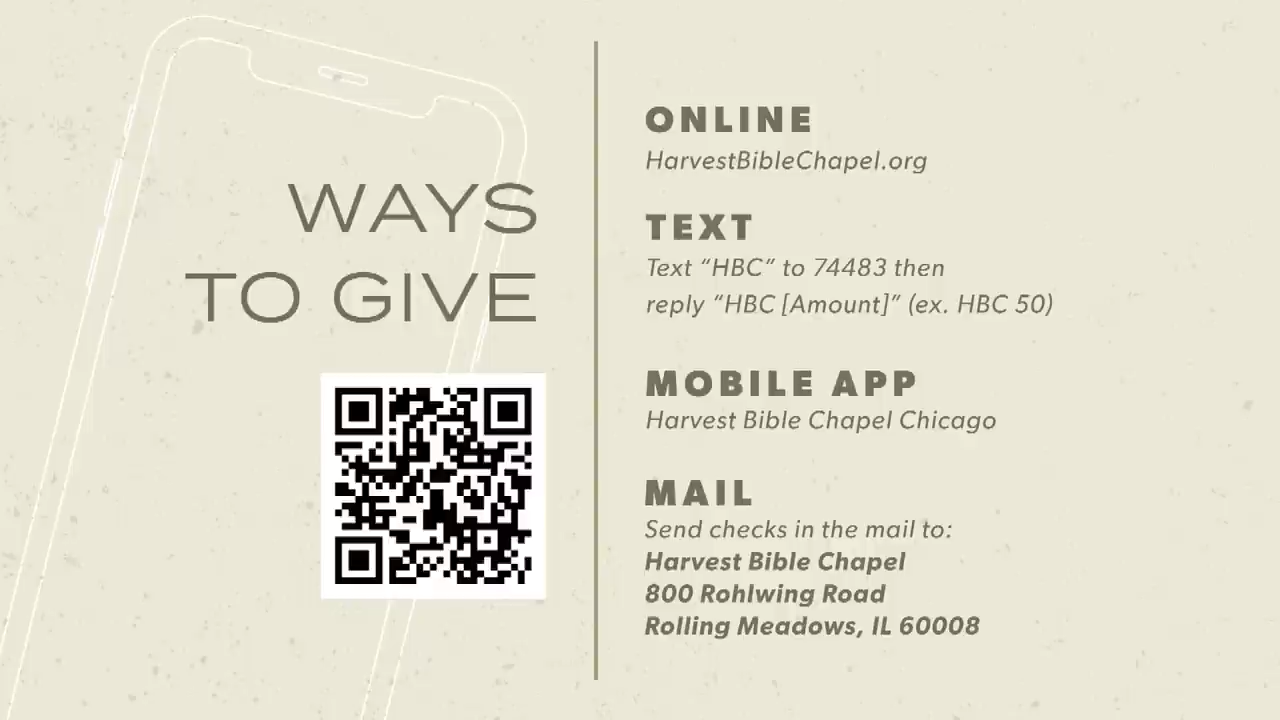 WAYS
TO GIVE
ONLINE
HarvestBibleChapel.org
TEXT
Text “HBC” to 74483 then
reply “HBC [Amount]” (ex. HBC 50)
MOBILE APP
Harvest Bible Chapel Chicago
MAIL
Send checks in the mail to:
Harvest Bible Chapel
800 Rohlwing Road
Rolling Meadows, IL 60008